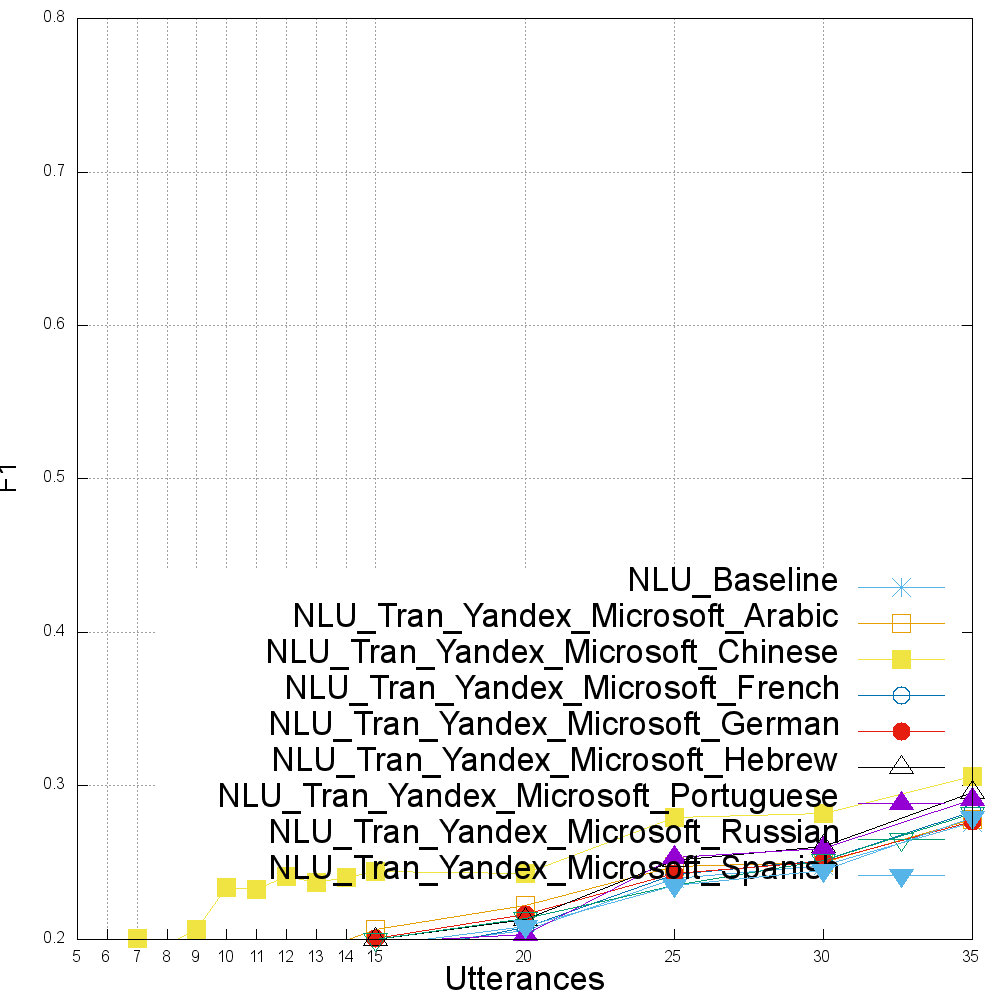 0.8
0.7
0.6
F1
0.5
NLU_Baseline
NLU_Tran_Yandex_Microsoft_Arabic
0.4
NLU_Tran_Yandex_Microsoft_Chinese
NLU_Tran_Yandex_Microsoft_French
NLU_Tran_Yandex_Microsoft_German
NLU_Tran_Yandex_Microsoft_Hebrew
0.3
NLU_Tran_Yandex_Microsoft_Portuguese
NLU_Tran_Yandex_Microsoft_Russian
NLU_Tran_Yandex_Microsoft_Spanish
0.2
5 6 7 8 9 10 11 12 13 14 15 20 25 30 35
Utterances